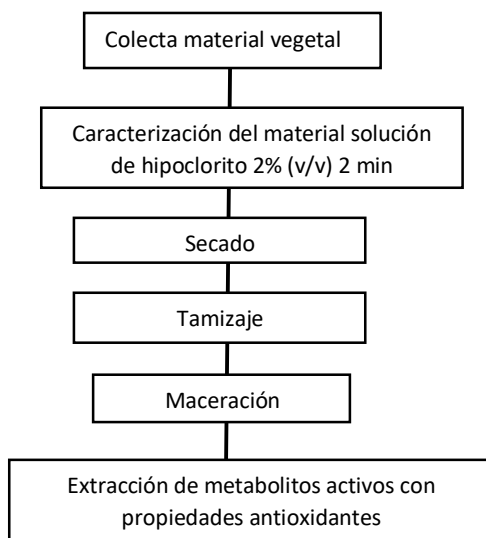 Colecta material vegetal
Caracterización del material solución
de hipoclorito 2% (v/v) 2 min
Secado
Tamizaje
Maceración
Extracción de metabolitos activos con
propiedades antioxidantes